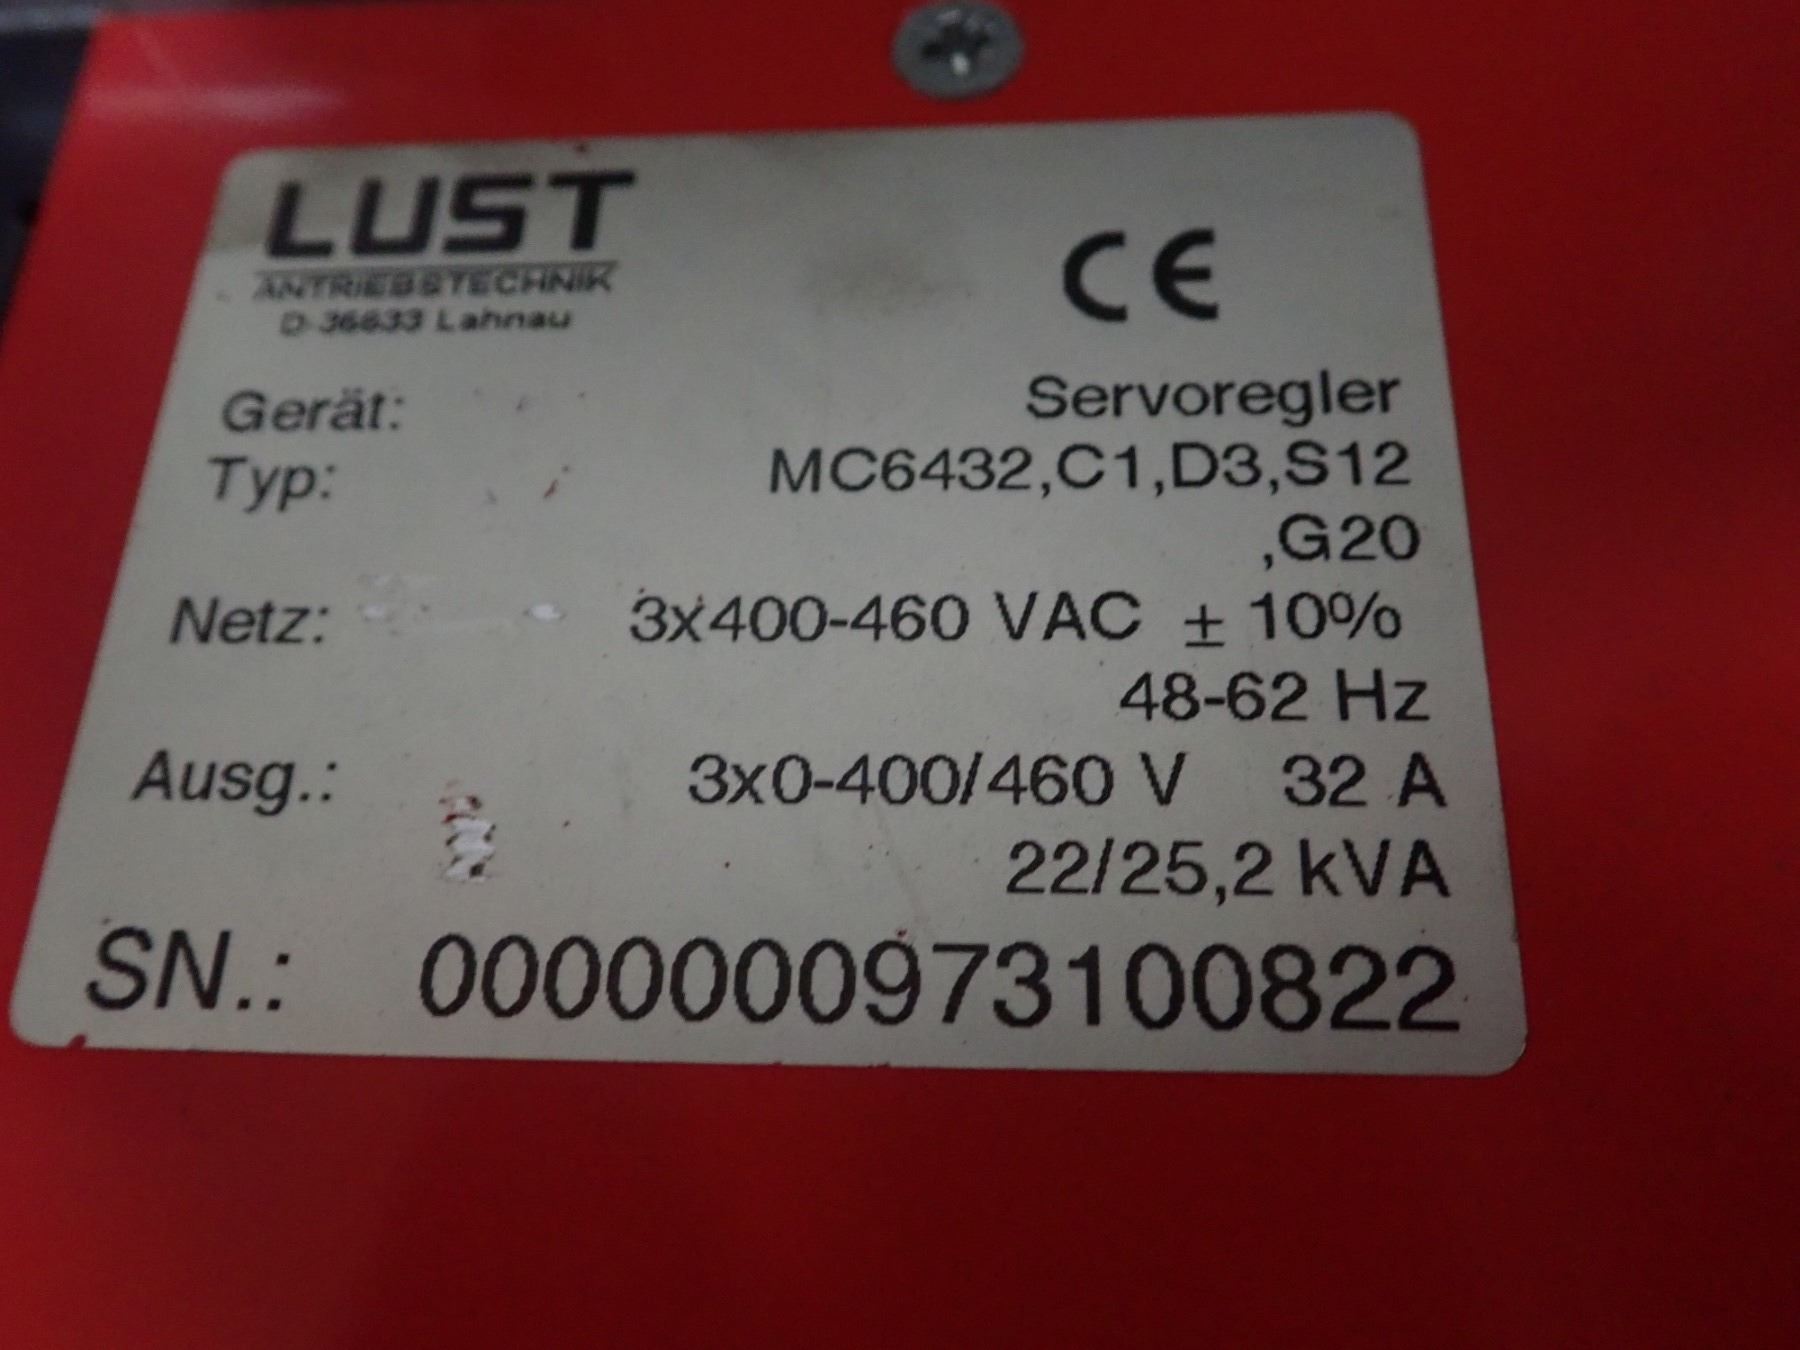 LUST
ANTRIEBSTECHNIK
D-36633 Lahnau
CE
Gerät: Servoregler
Typ: MC6432,C1,D3,S12
,G20
Netz: 3x400-460 VAC ± 10%
48-62 Hz
Ausg.: 3x0-400/460 V 32 A
22/25,2 kVA
SN.: 0000000973100822